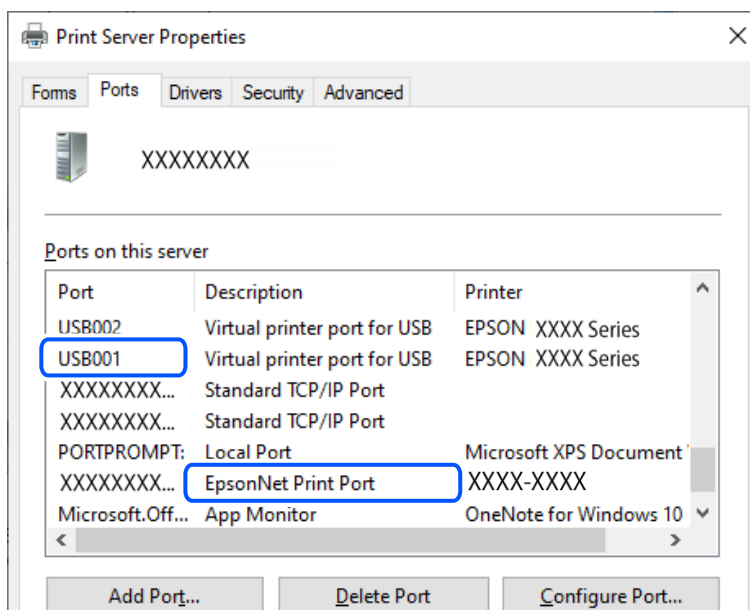 Print Server Properties
Forms Ports Drivers Security Advanced
XXXXXXXX
Ports on this server
Port Description Printer
USB002 Virtual printer port for USB EPSON XXXX Series
USB001 Virtual printer port for USB EPSON XXXX Series
XXXXXXXX... Standard TCP/IP Port
XXXXXXXX... Standard TCP/IP Port
PORTPROMPT: Local Port Microsoft XPS Document
XXXXXXXX... EpsonNet Print Port XXXX-XXXX
Microsoft.Off... App Monitor OneNote for Windows 10
Add Port... Delete Port Configure Port...